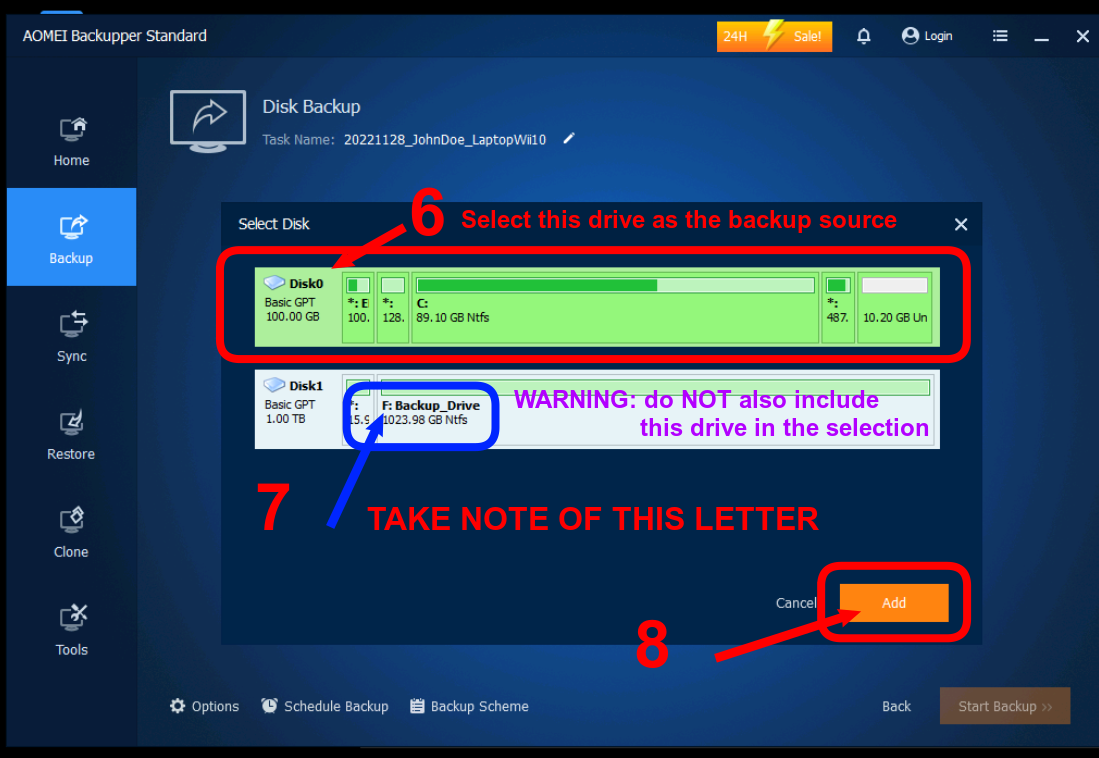 AOMEI Backupper Standard
24H Sale!
Login
Home
Backup
Sync
Restore
Clone
Tools
Disk Backup
Task Name: 20221128_JohnDoe_LaptopWii10
Select Disk
6 Select this drive as the backup source
Disk0
Basic GPT
100.00 GB
*: E
100.
*:
128.
C:
89.10 GB Ntfs
*:
487.
10.20 GB Un
Disk1
Basic GPT
1.00 TB
*:
15.9
F: Backup_Drive
1023.98 GB Ntfs
WARNING: do NOT also include
this drive in the selection
7 TAKE NOTE OF THIS LETTER
Cancel
Add
8
Options
Schedule Backup
Backup Scheme
Back
Start Backup >>